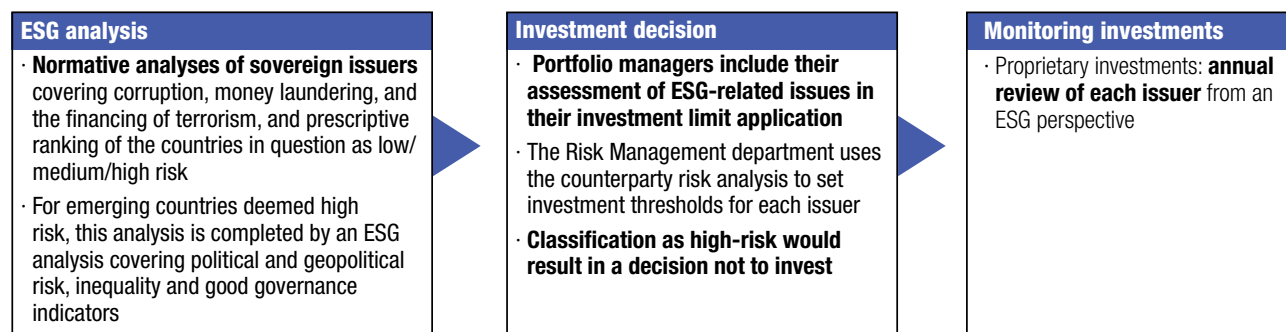 ESG analysis
· Normative analyses of sovereign issuers
covering corruption, money laundering, and
the financing of terrorism, and prescriptive
ranking of the countries in question as low/
medium/high risk
· For emerging countries deemed high
risk, this analysis is completed by an ESG
analysis covering political and geopolitical
risk, inequality and good governance
indicators
Investment decision
· Portfolio managers include their
assessment of ESG-related issues in
their investment limit application
· The Risk Management department uses
the counterparty risk analysis to set
investment thresholds for each issuer
· Classification as high-risk would
result in a decision not to invest
Monitoring investments
· Proprietary investments: annual
review of each issuer from an
ESG perspective